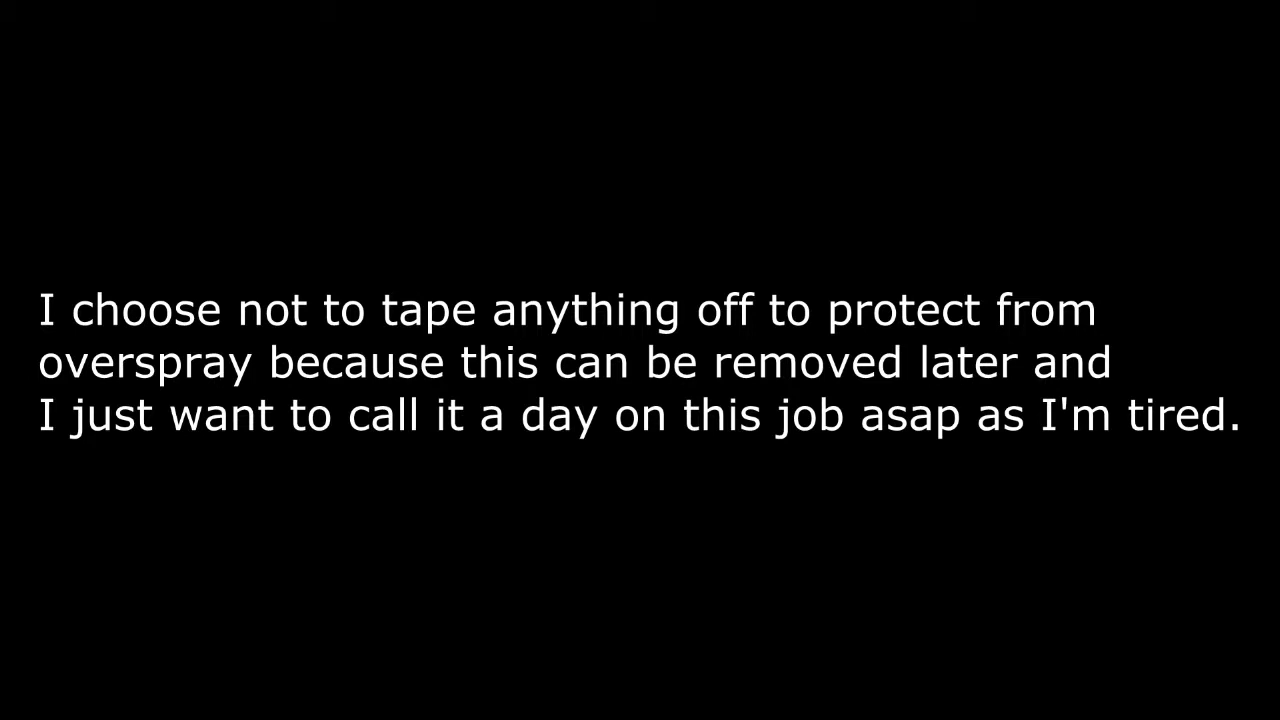 I choose not to tape anything off to protect from
overspray because this can be removed later and
I just want to call it a day on this job asap as I'm tired.